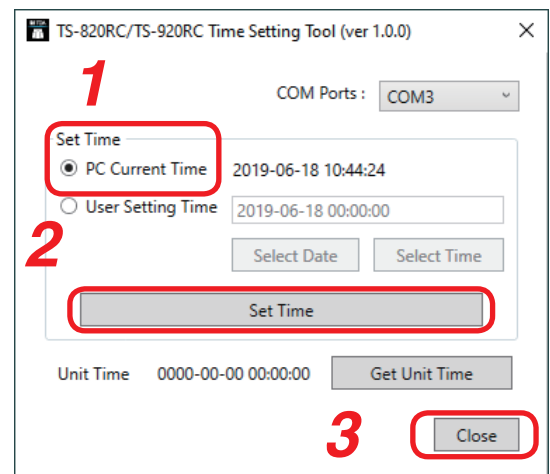 TS-820RC/TS-920RC Time Setting Tool (ver 1.0.0)
1
COM Ports : COM3
Set Time
PC Current Time 2019-06-18 10:44:24
User Setting Time 2019-06-18 00:00:00
2
Select Date Select Time
Set Time
Unit Time 0000-00-00 00:00:00 Get Unit Time
3
Close